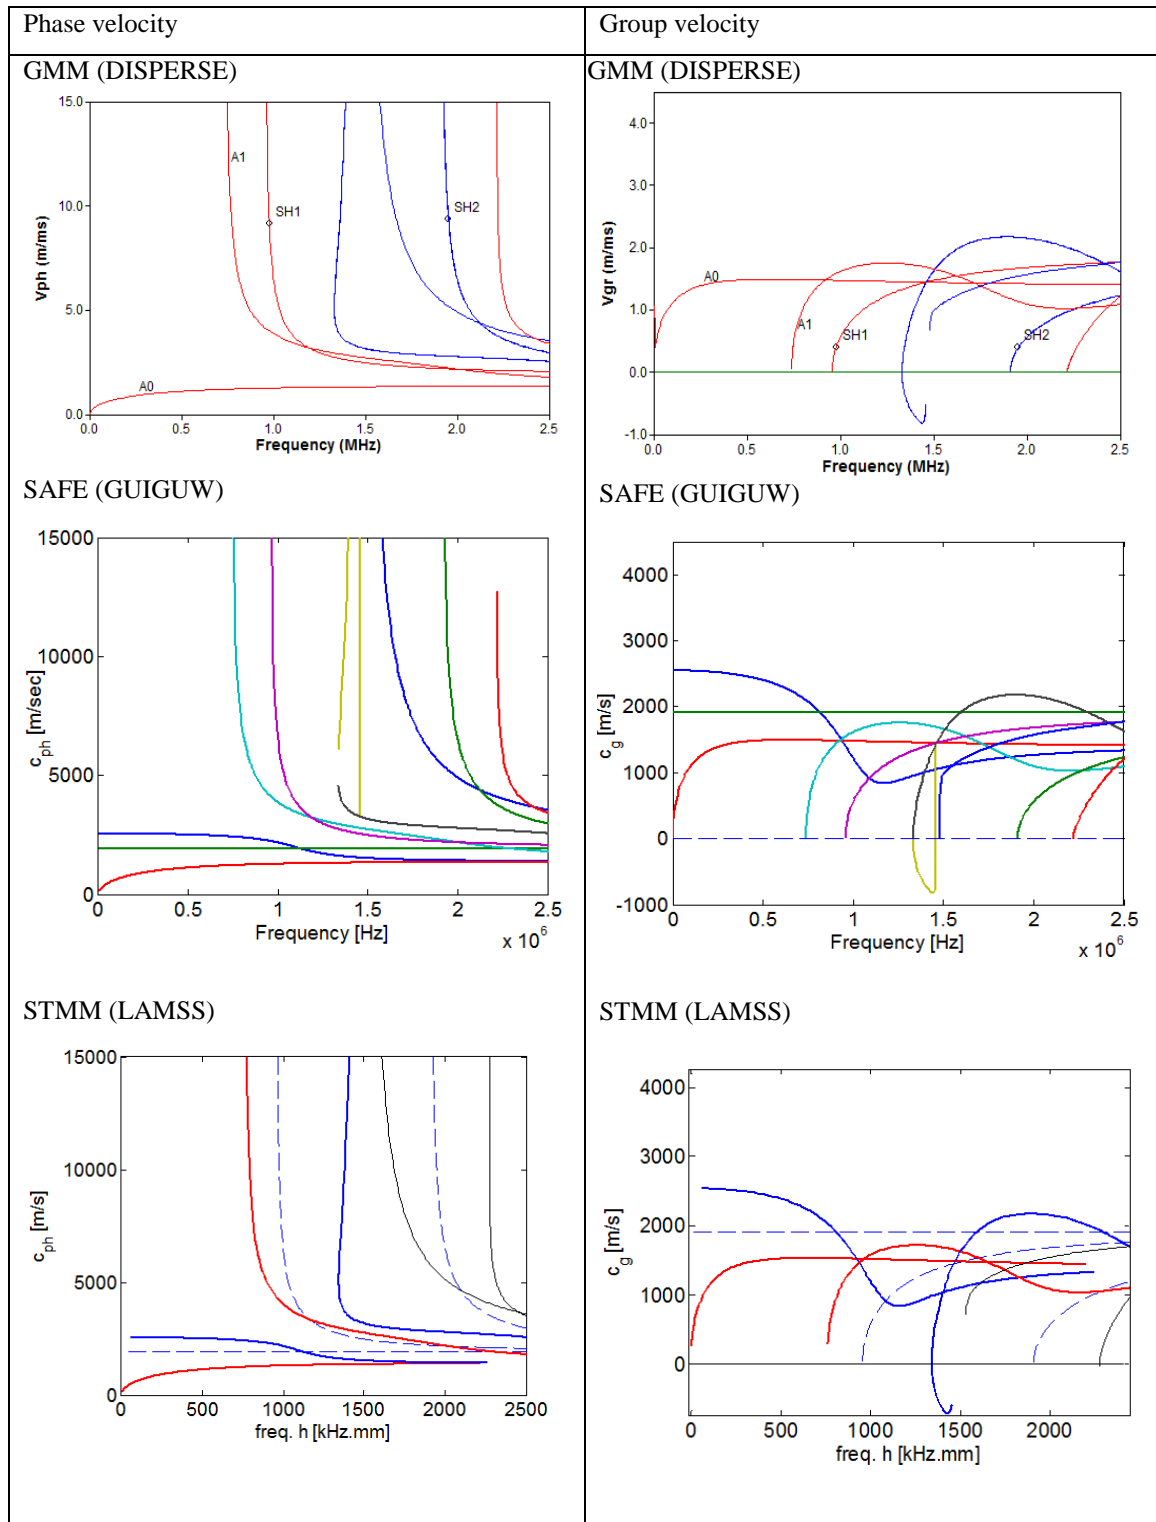 Phase velocity
Group velocity
GMM (DISPERSE)
15.0
10.0
5.0
0.0
Vph (m/ms)
A1
SH1
SH2
A0
0.0 0.5 1.0 1.5 2.0 2.5
Frequency (MHz)
GMM (DISPERSE)
4.0
3.0
2.0
1.0
0.0
-1.0
Vgr (m/ms)
A0
A1
SH1
SH2
0.0 0.5 1.0 1.5 2.0 2.5
Frequency (MHz)
SAFE (GUIGUW)
15000
10000
5000
0
c_ph [m/sec]
0 0.5 1 1.5 2 2.5
Frequency [Hz]
x 10^6
SAFE (GUIGUW)
4000
3000
2000
1000
0
-1000
c_g [m/s]
0 0.5 1 1.5 2 2.5
Frequency [Hz]
x 10^6
STMM (LAMSS)
15000
10000
5000
0
c_ph [m/s]
0 500 1000 1500 2000 2500
freq. h [kHz.mm]
STMM (LAMSS)
4000
3000
2000
1000
0
c_g [m/s]
0 500 1000 1500 2000
freq. h [kHz.mm]